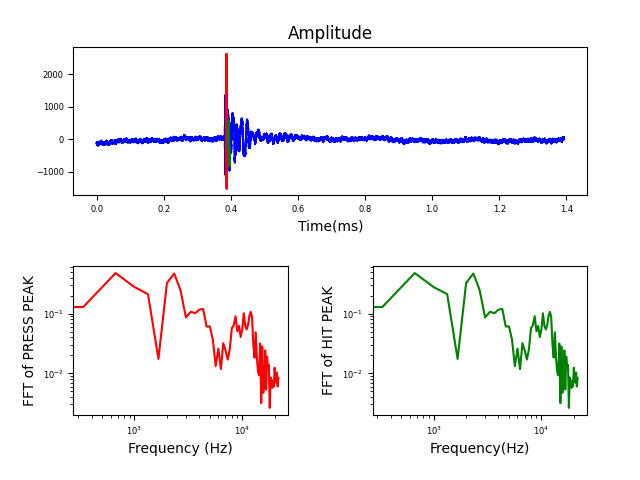 Amplitude
2000
1000
0
−1000
0.0 0.2 0.4 0.6 0.8 1.0 1.2 1.4
Time(ms)
FFT of PRESS PEAK
10⁻¹
10⁻²
10³ 10⁴
Frequency (Hz)
FFT of HIT PEAK
10⁻¹
10⁻²
10³ 10⁴
Frequency(Hz)